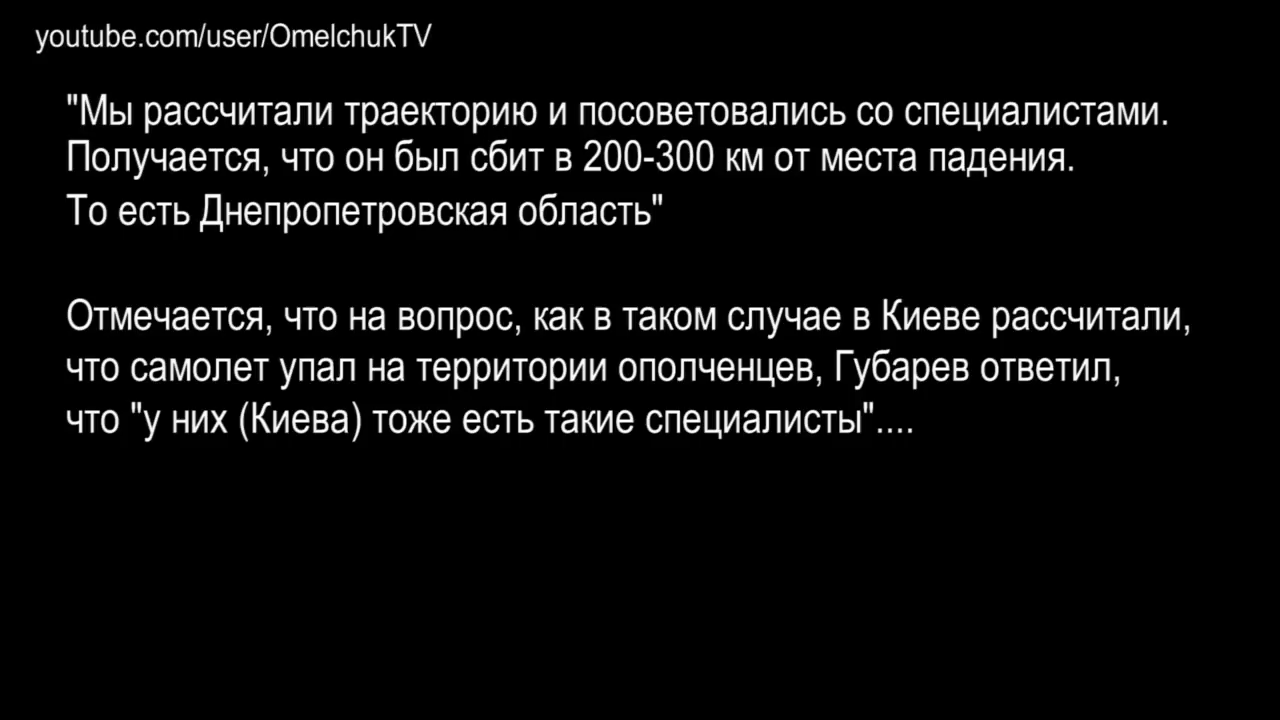 youtube.com/user/OmelchukTV
"Мы рассчитали траекторию и посоветовались со специалистами.
Получается, что он был сбит в 200-300 км от места падения.
То есть Днепропетровская область"
Отмечается, что на вопрос, как в таком случае в Киеве рассчитали,
что самолет упал на территории ополченцев, Губарев ответил,
что "у них (Киева) тоже есть такие специалисты"....